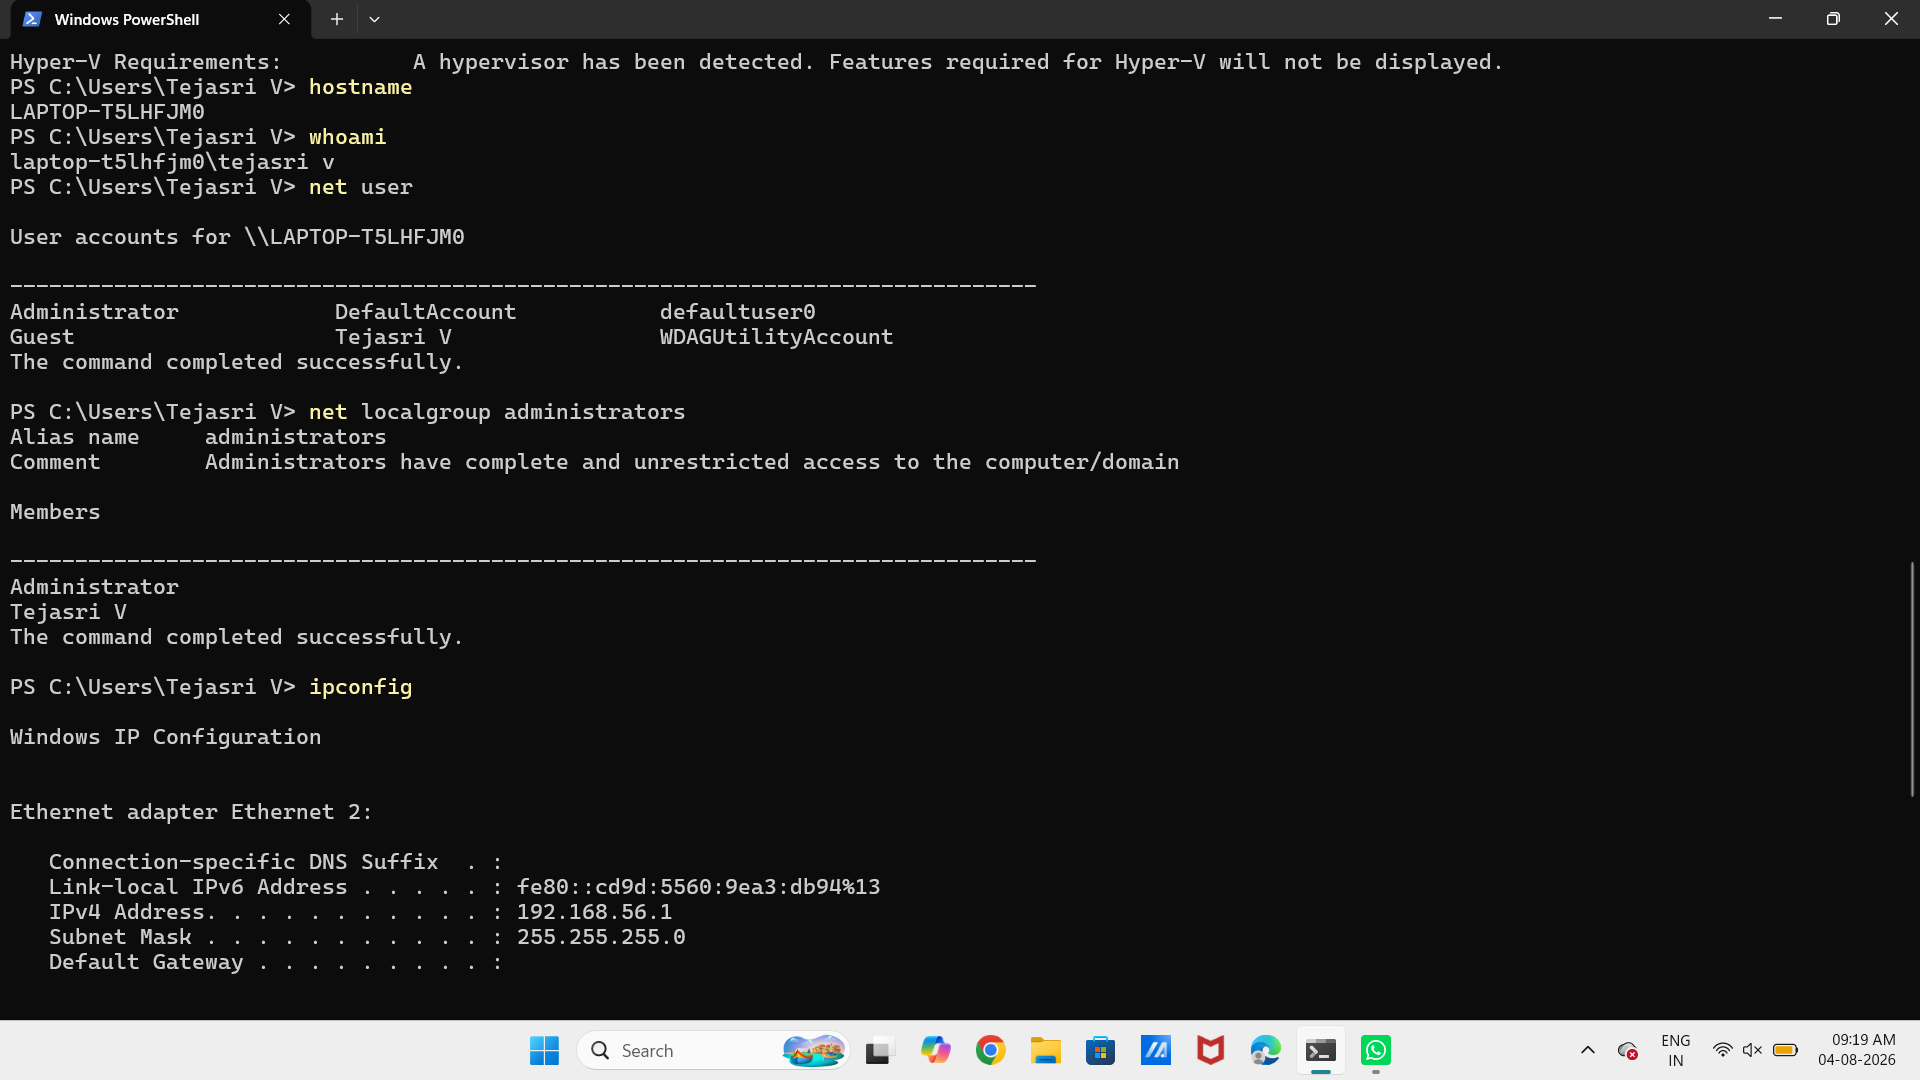 Windows PowerShell
Hyper-V Requirements:          A hypervisor has been detected. Features required for Hyper-V will not be displayed.
PS C:\Users\Tejasri V> hostname
LAPTOP-T5LHFJM0
PS C:\Users\Tejasri V> whoami
laptop-t5lhfjm0\tejasri v
PS C:\Users\Tejasri V> net user
User accounts for \\LAPTOP-T5LHFJM0
-------------------------------------------------------------------------------
Administrator            DefaultAccount           defaultuser0
Guest                    Tejasri V                WDAGUtilityAccount
The command completed successfully.
PS C:\Users\Tejasri V> net localgroup administrators
Alias name     administrators
Comment        Administrators have complete and unrestricted access to the computer/domain
Members
-------------------------------------------------------------------------------
Administrator
Tejasri V
The command completed successfully.
PS C:\Users\Tejasri V> ipconfig
Windows IP Configuration
Ethernet adapter Ethernet 2:
   Connection-specific DNS Suffix  . :
   Link-local IPv6 Address . . . . . : fe80::cd9d:5560:9ea3:db94%13
   IPv4 Address. . . . . . . . . . . : 192.168.56.1
   Subnet Mask . . . . . . . . . . . : 255.255.255.0
   Default Gateway . . . . . . . . . :
Search
ENG
IN
09:19 AM
04-08-2026